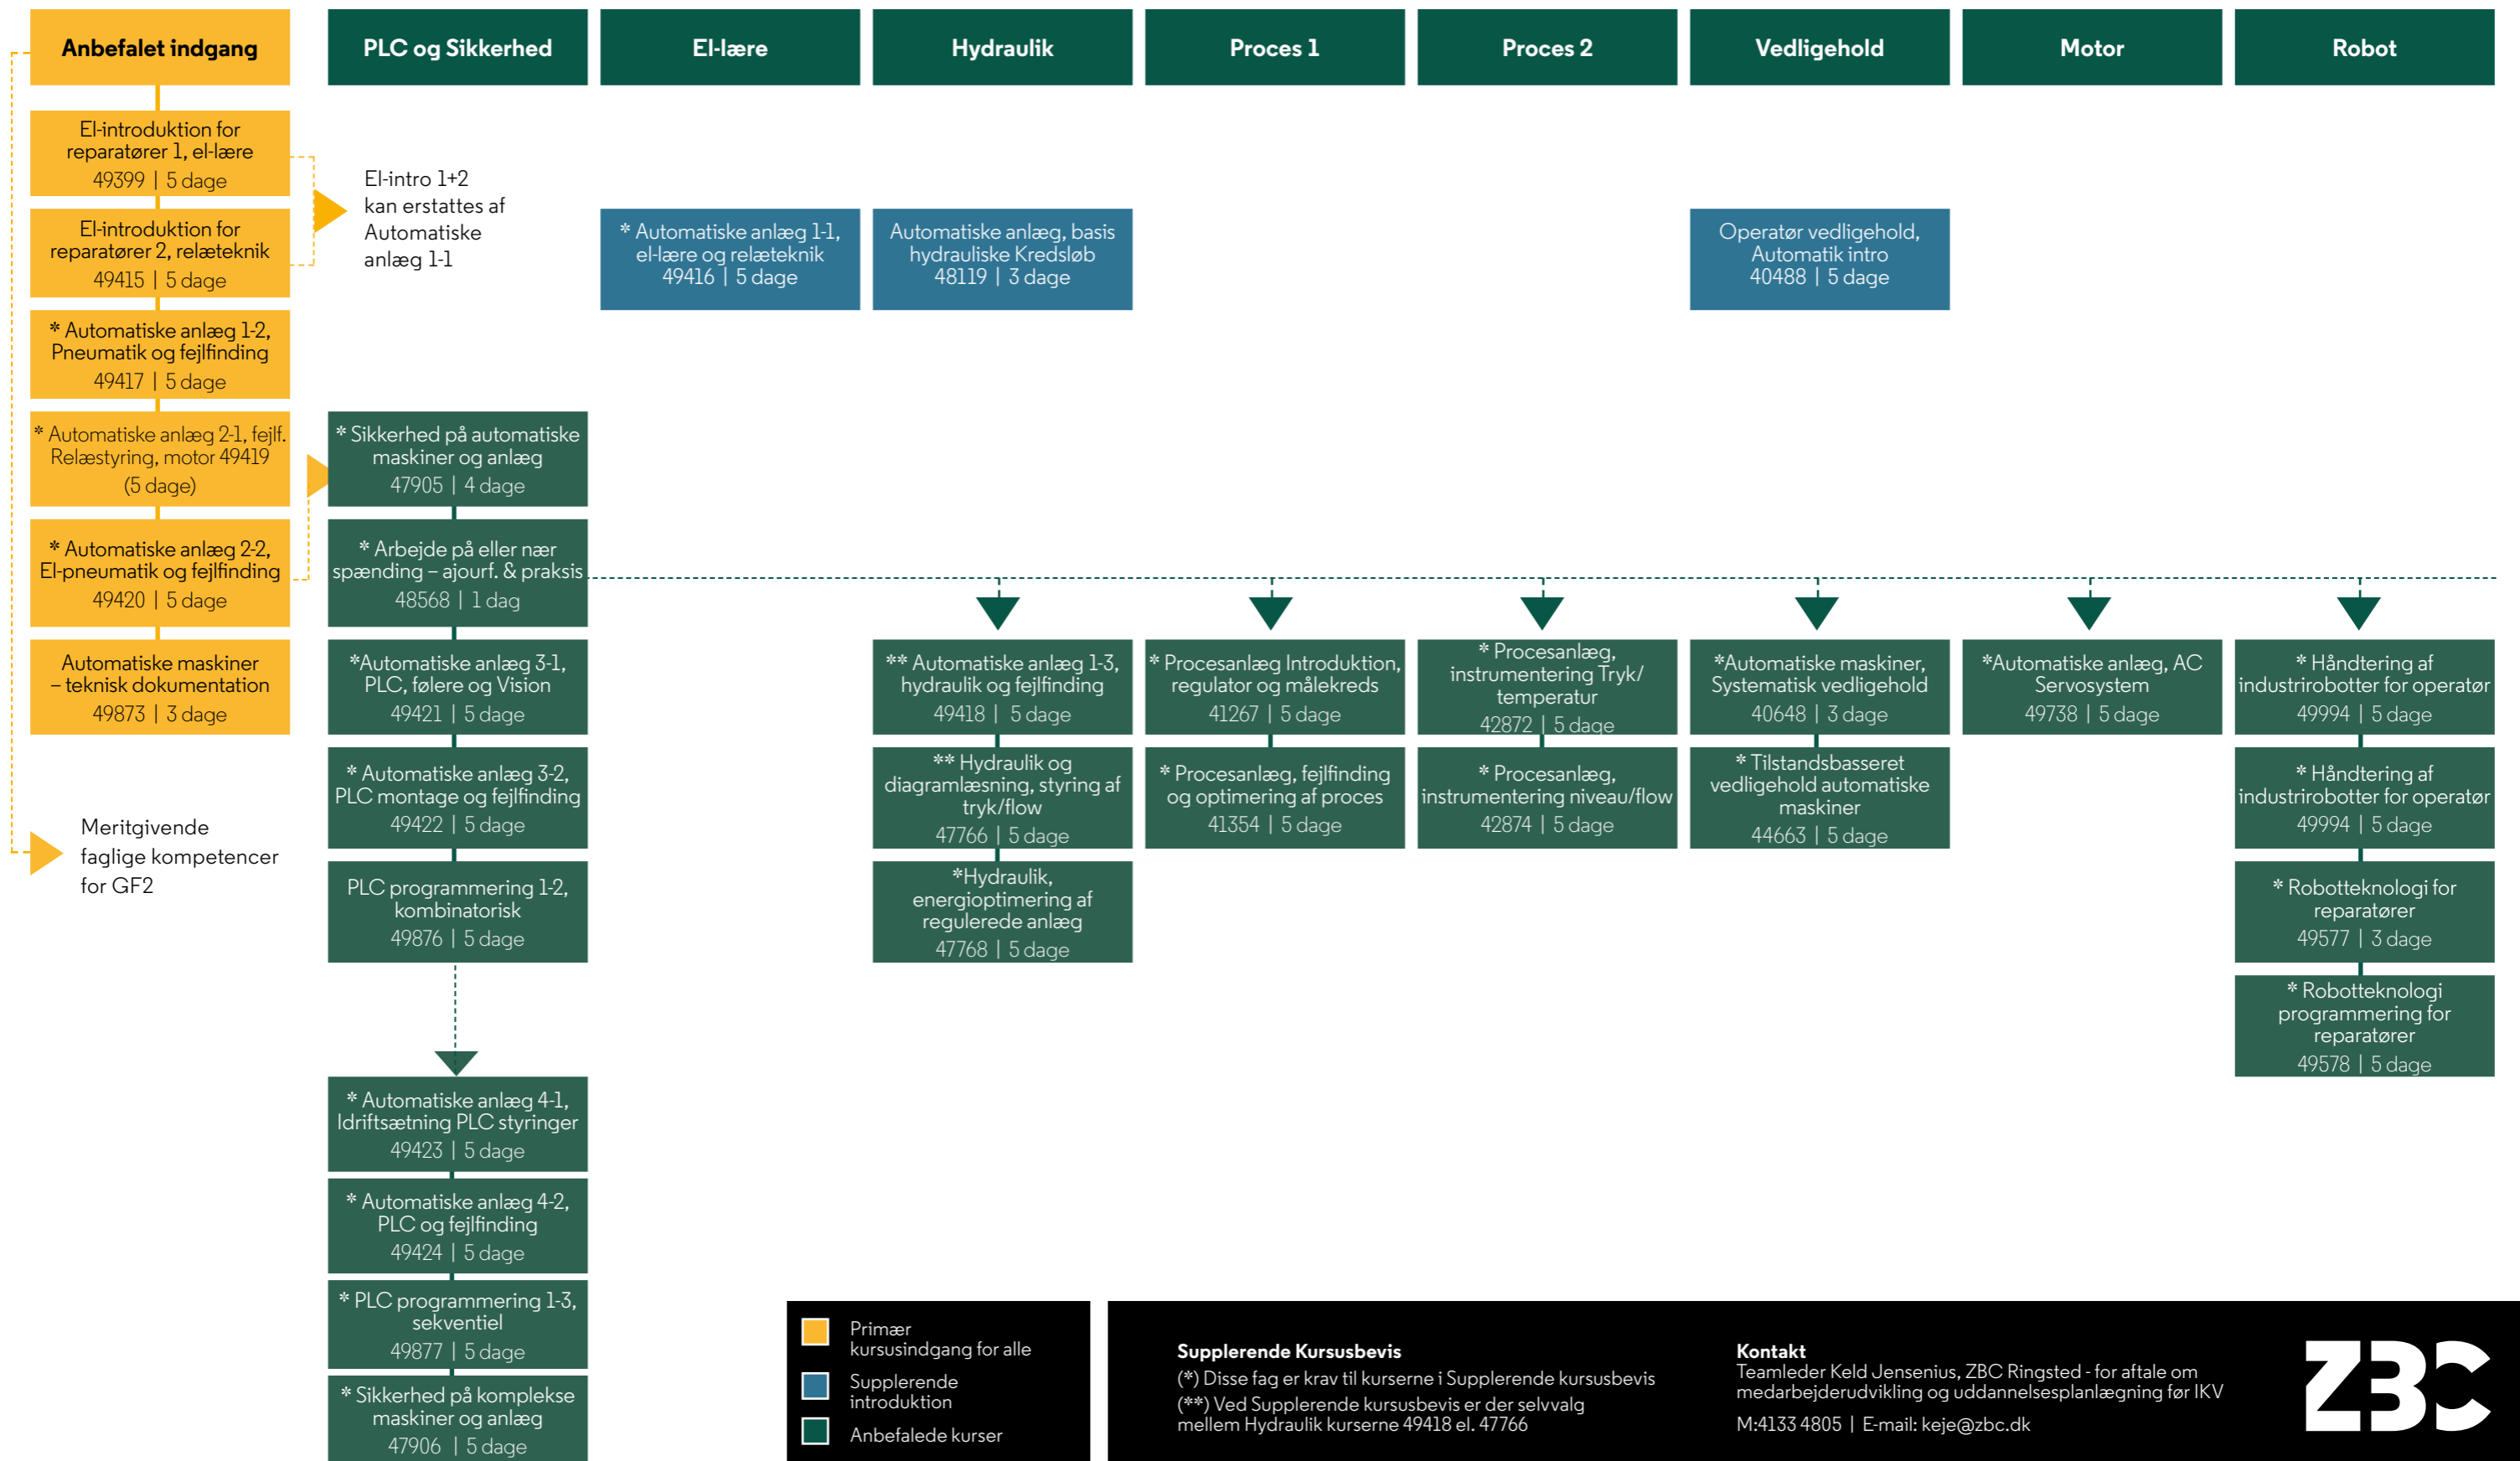 Anbefalet indgang
El-introduktion for
reparatører 1, el-lære
49399 | 5 dage
El-introduktion for
reparatører 2, relæteknik
49415 | 5 dage
* Automatiske anlæg 1-2,
Pneumatik og fejlfinding
49417 | 5 dage
* Automatiske anlæg 2-1, fejlf.
Relæstyring, motor 49419
(5 dage)
* Automatiske anlæg 2-2,
El-pneumatik og fejlfinding
49420 | 5 dage
Automatiske maskiner
– teknisk dokumentation
49873 | 3 dage
Meritgivende
faglige kompetencer
for GF2
PLC og Sikkerhed
El-intro 1+2
kan erstattes af
Automatiske
anlæg 1-1
* Sikkerhed på automatiske
maskiner og anlæg
47905 | 4 dage
* Arbejde på eller nær
spænding – ajourf. & praksis
48568 | 1 dag
*Automatiske anlæg 3-1,
PLC, følere og Vision
49421 | 5 dage
* Automatiske anlæg 3-2,
PLC montage og fejlfinding
49422 | 5 dage
PLC programmering 1-2,
kombinatorisk
49876 | 5 dage
* Automatiske anlæg 4-1,
Idriftsætning PLC styringer
49423 | 5 dage
* Automatiske anlæg 4-2,
PLC og fejlfinding
49424 | 5 dage
* PLC programmering 1-3,
sekventiel
49877 | 5 dage
* Sikkerhed på komplekse
maskiner og anlæg
47906 | 5 dage
El-lære
* Automatiske anlæg 1-1,
el-lære og relæteknik
49416 | 5 dage
Hydraulik
Automatiske anlæg, basis
hydrauliske Kredsløb
48119 | 3 dage
** Automatiske anlæg 1-3,
hydraulik og fejlfinding
49418 | 5 dage
** Hydraulik og
diagramlæsning, styring af
tryk/flow
47766 | 5 dage
*Hydraulik,
energioptimering af
regulerede anlæg
47768 | 5 dage
Proces 1
* Procesanlæg Introduktion,
regulator og målekreds
41267 | 5 dage
* Procesanlæg, fejlfinding
og optimering af proces
41354 | 5 dage
Proces 2
* Procesanlæg,
instrumentering Tryk/
temperatur
42872 | 5 dage
* Procesanlæg,
instrumentering niveau/flow
42874 | 5 dage
Vedligehold
Operatør vedligehold,
Automatik intro
40488 | 5 dage
*Automatiske maskiner,
Systematisk vedligehold
40648 | 3 dage
* Tilstandsbasseret
vedligehold automatiske
maskiner
44663 | 5 dage
Motor
*Automatiske anlæg, AC
Servosystem
49738 | 5 dage
Robot
* Håndtering af
industrirobotter for operatør
49994 | 5 dage
* Håndtering af
industrirobotter for operatør
49994 | 5 dage
* Robotteknologi for
reparatører
49577 | 3 dage
* Robotteknologi
programmering for
reparatører
49578 | 5 dage
Primær
kursusindgang for alle
Supplerende
introduktion
Anbefalede kurser
Supplerende Kursusbevis
(*) Disse fag er krav til kurserne i Supplerende kursusbevis
(**) Ved Supplerende kursusbevis er der selvvalg
mellem Hydraulik kurserne 49418 el. 47766
Kontakt
Teamleder Keld Jensenius, ZBC Ringsted - for aftale om
medarbejderudvikling og uddannelsesplanlægning før IKV
M:4133 4805 | E-mail: keje@zbc.dk
ZBC